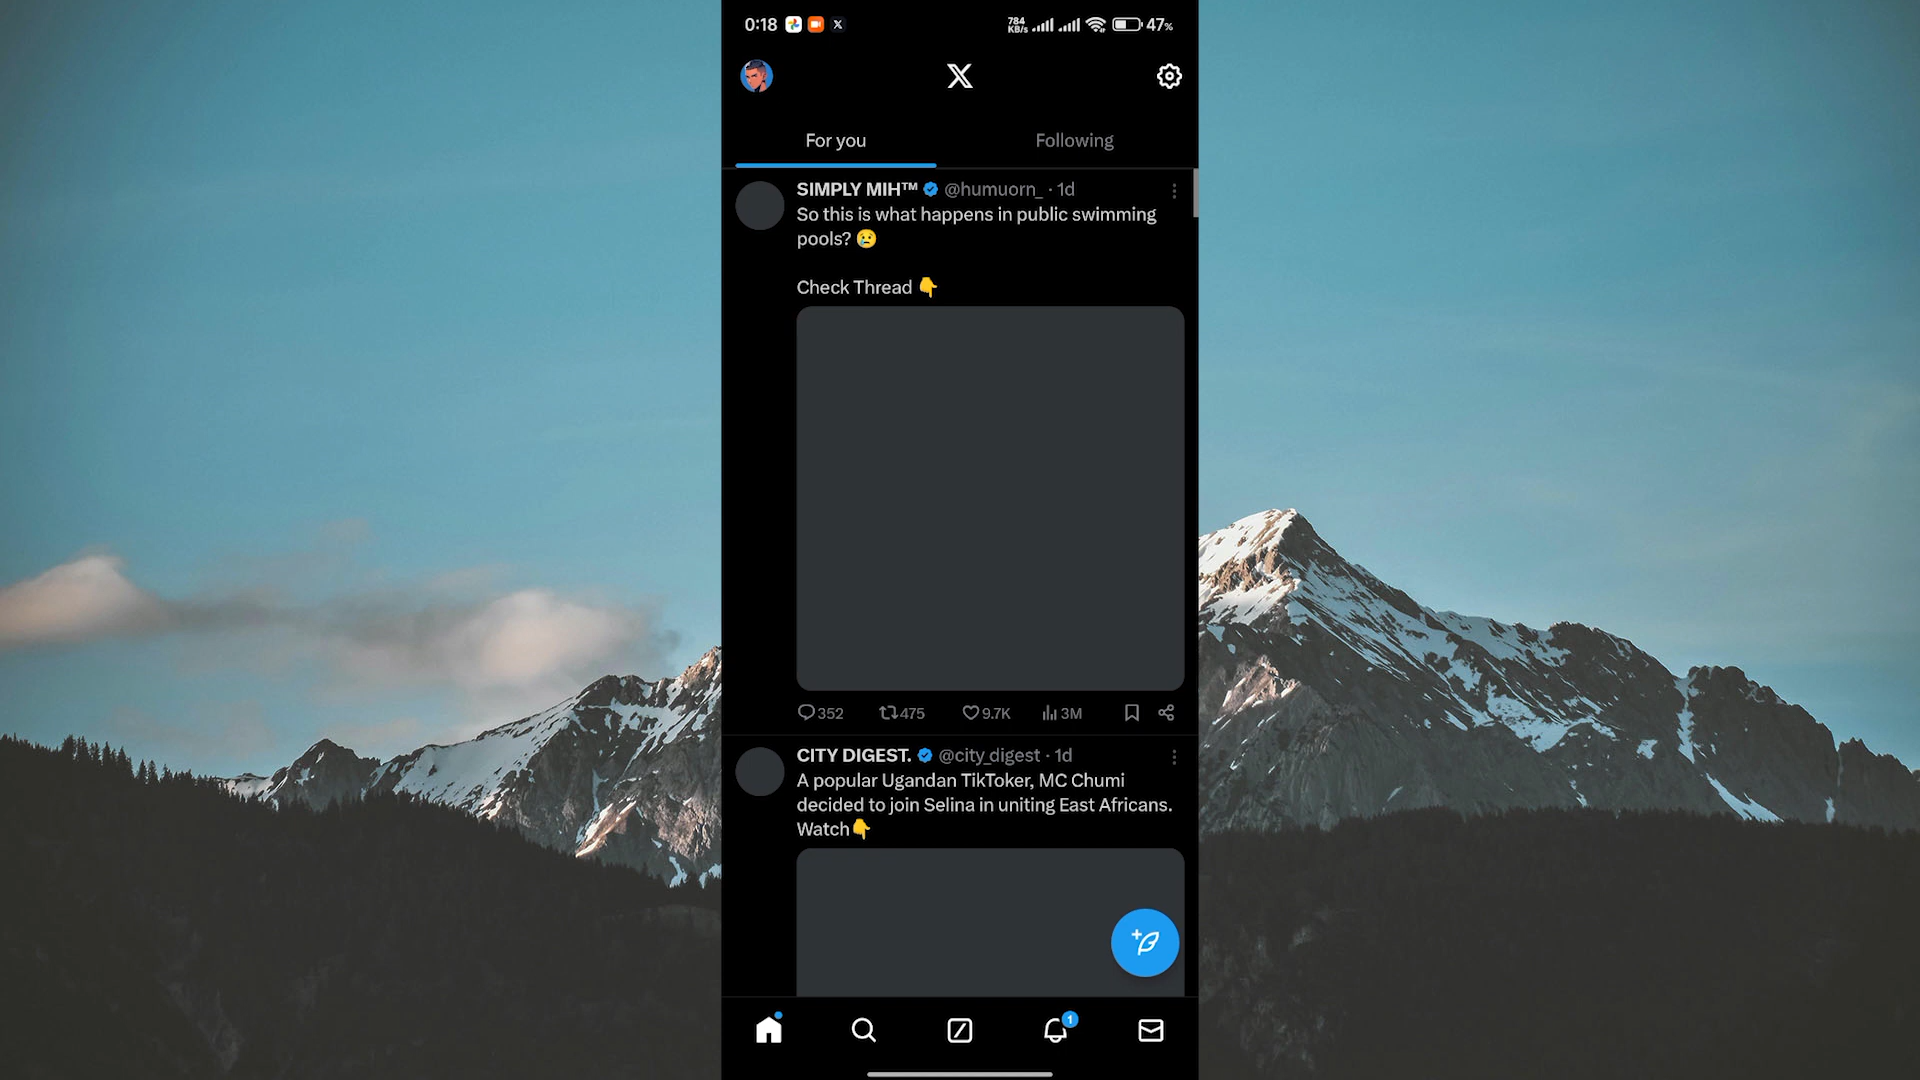 0:18 784 KB/s 47%
For you Following
SIMPLY MIH™ @humuorn_ · 1d
So this is what happens in public swimming
pools? 😢
Check Thread 👇
352 475 9.7K 3M
CITY DIGEST. @city_digest · 1d
A popular Ugandan TikToker, MC Chumi
decided to join Selina in uniting East Africans.
Watch👇
1